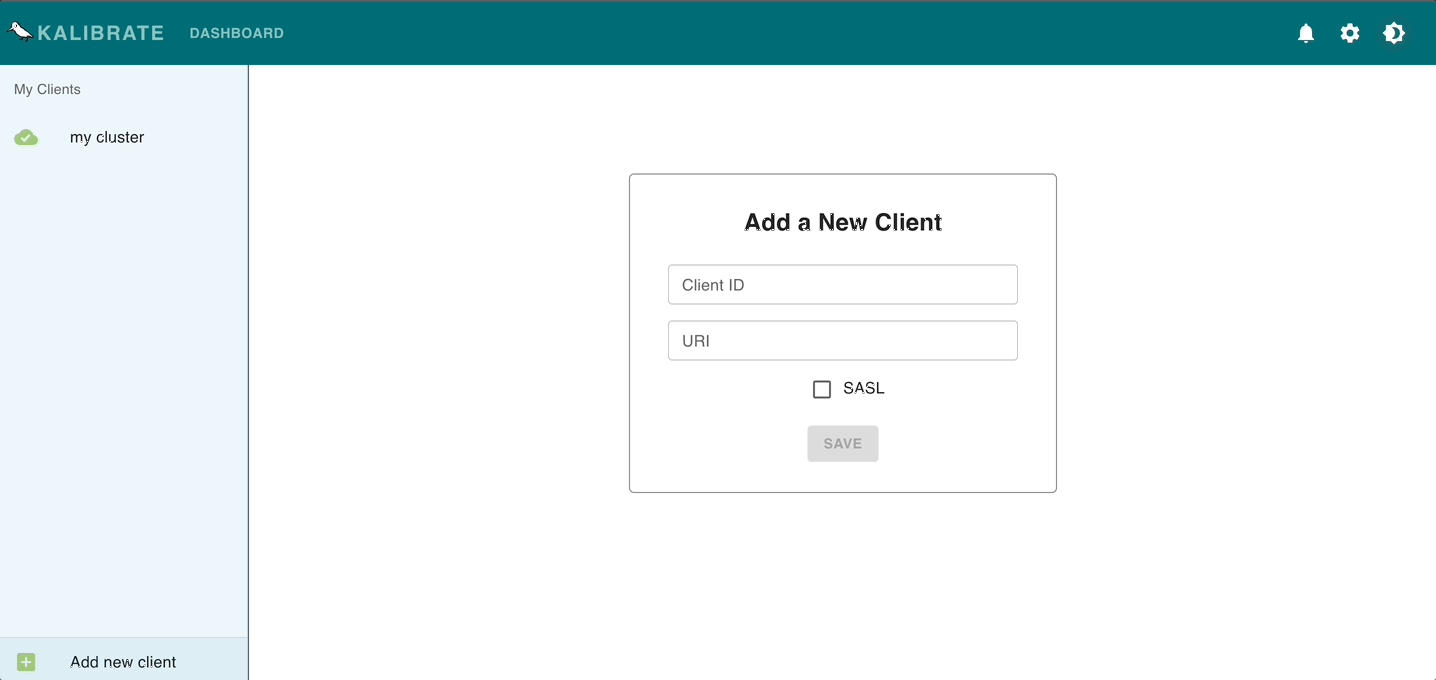 KALIBRATE DASHBOARD
My Clients
my cluster
Add a New Client
Client ID
URI
SASL
SAVE
Add new client